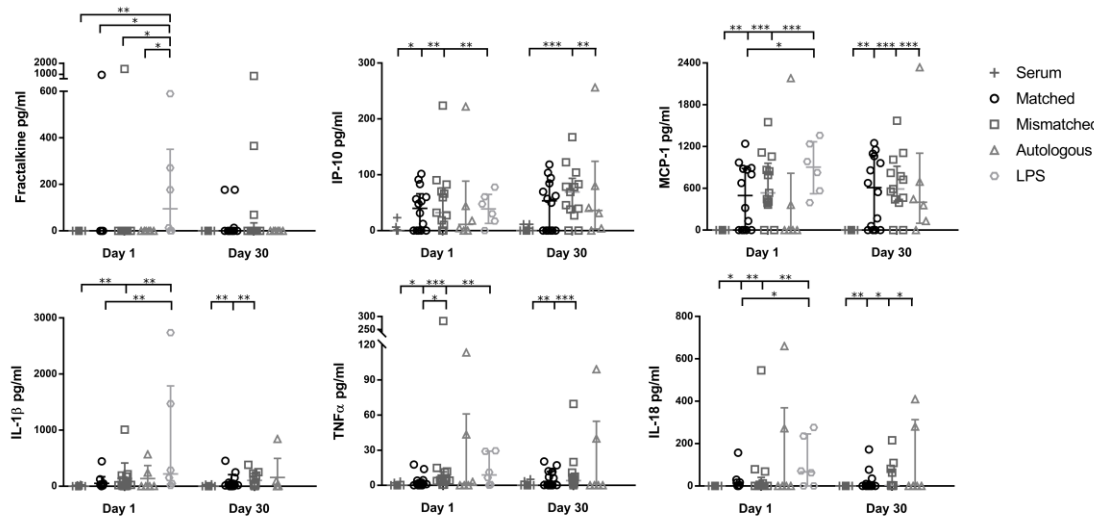 ** * * *
Fractalkine pg/ml
2000
1000
600
400
200
0
Day 1 Day 30
* ** ** *** **
IP-10 pg/ml
300
200
100
0
Day 1 Day 30
** *** *** * ** *** ***
MCP-1 pg/ml
2400
1800
1200
600
0
Day 1 Day 30
Serum
Matched
Mismatched
Autologous
LPS
** ** ** ** **
IL-1β pg/ml
3000
2000
1000
0
Day 1 Day 30
* *** ** * ** ***
TNFα pg/ml
300
250
120
90
60
30
0
Day 1 Day 30
* ** ** * ** * *
IL-18 pg/ml
800
600
400
200
0
Day 1 Day 30